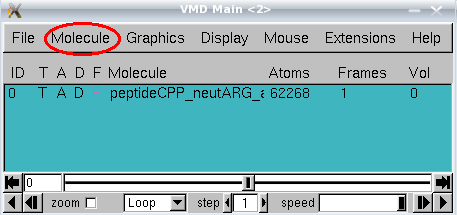 VMD Main <2>
File Molecule Graphics Display Mouse Extensions Help
ID T A D F Molecule Atoms Frames Vol
0 T A D F peptideCPP_neutARG_a 62268 1 0
0
zoom Loop step 1 speed